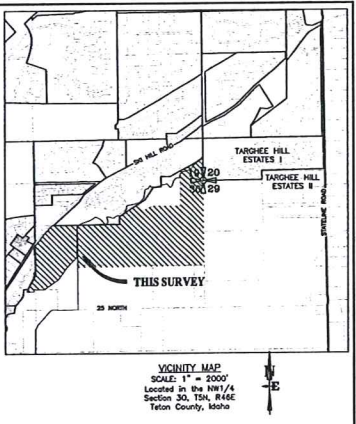 SKI HILL ROAD
TARGHEE HILL
ESTATES I
19 20
30 29
TARGHEE HILL
ESTATES II
STATELINE ROAD
THIS SURVEY
25 NORTH
VICINITY MAP
SCALE: 1" = 2000'
Located in the NW1/4
Section 30, T5N, R46E
Teton County, Idaho
N
E